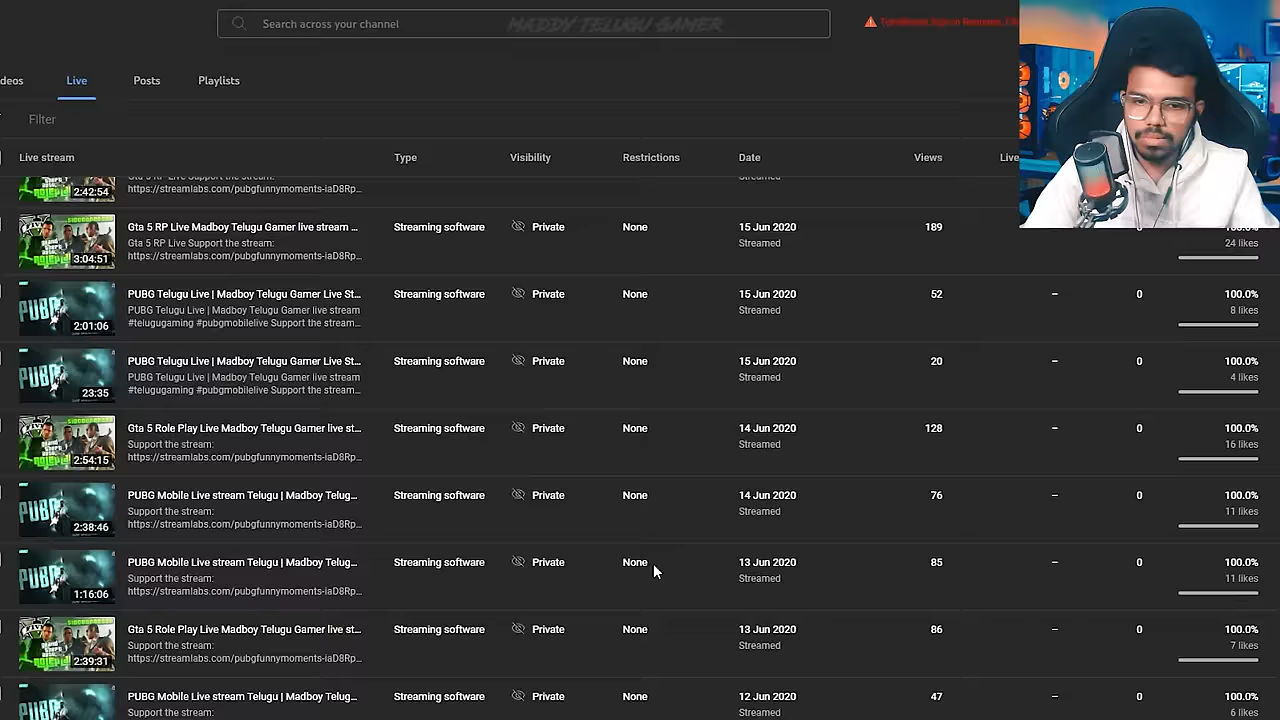 Search across your channel
MADDY TELUGU GAMER
deos
Live
Posts
Playlists
Filter
Live stream
Type
Visibility
Restrictions
Date
Views
Live
2:42:54
Gta 5 RP Live Support the stream:
https://streamlabs.com/pubgfunnymoments-iaD8Rp...
Streamed
3:04:51
Gta 5 RP Live Madboy Telugu Gamer live stream ...
Gta 5 RP Live Support the stream:
https://streamlabs.com/pubgfunnymoments-iaD8Rp...
Streaming software
Private
None
15 Jun 2020
Streamed
189
0
100.0%
24 likes
PUBG
2:01:06
PUBG Telugu Live | Madboy Telugu Gamer Live St...
PUBG Telugu Live | Madboy Telugu Gamer live stream
#telugugaming #pubgmobilelive Support the stream...
Streaming software
Private
None
15 Jun 2020
Streamed
52
–
0
100.0%
8 likes
PUBG
23:35
PUBG Telugu Live | Madboy Telugu Gamer Live St...
PUBG Telugu Live | Madboy Telugu Gamer live stream
#telugugaming #pubgmobilelive Support the stream...
Streaming software
Private
None
15 Jun 2020
Streamed
20
–
0
100.0%
4 likes
2:54:15
Gta 5 Role Play Live Madboy Telugu Gamer live st...
Support the stream:
https://streamlabs.com/pubgfunnymoments-iaD8Rp...
Streaming software
Private
None
14 Jun 2020
Streamed
128
–
0
100.0%
16 likes
PUBG
2:38:46
PUBG Mobile Live stream Telugu | Madboy Telug...
Support the stream:
https://streamlabs.com/pubgfunnymoments-iaD8Rp...
Streaming software
Private
None
14 Jun 2020
Streamed
76
–
0
100.0%
11 likes
PUBG
1:16:06
PUBG Mobile Live stream Telugu | Madboy Telug...
Support the stream:
https://streamlabs.com/pubgfunnymoments-iaD8Rp...
Streaming software
Private
None
13 Jun 2020
Streamed
85
–
0
100.0%
11 likes
2:39:31
Gta 5 Role Play Live Madboy Telugu Gamer live st...
Support the stream:
https://streamlabs.com/pubgfunnymoments-iaD8Rp...
Streaming software
Private
None
13 Jun 2020
Streamed
86
–
0
100.0%
7 likes
PUBG
PUBG Mobile Live stream Telugu | Madboy Telug...
Support the stream:
Streaming software
Private
None
12 Jun 2020
Streamed
47
–
0
100.0%
6 likes